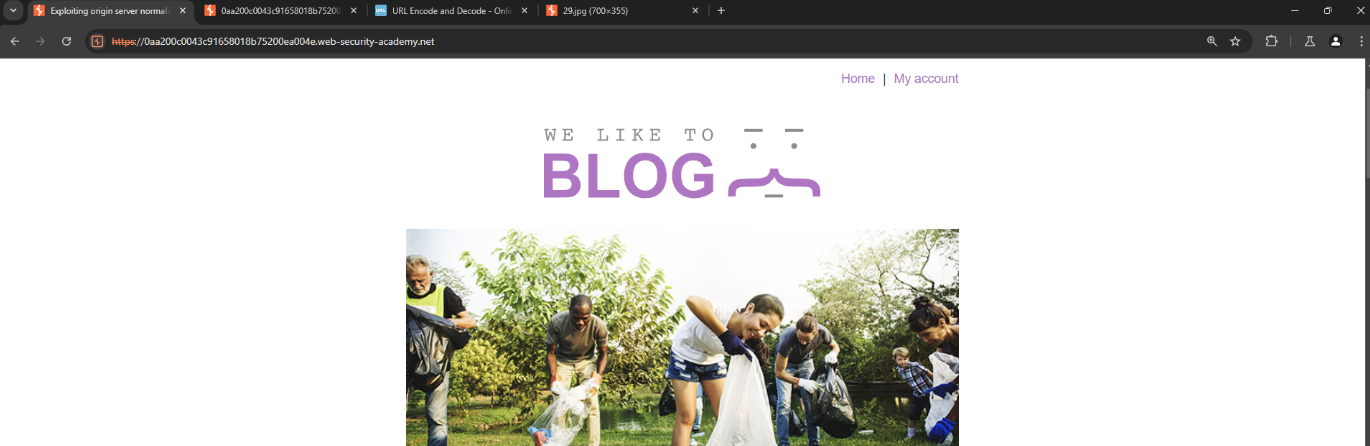 Exploiting origin server normali
0aa200c0043c91658018b75200
URL Encode and Decode - Onli
29.jpg (700×355)
https://0aa200c0043c91658018b75200ea004e.web-security-academy.net
Home | My account
WE LIKE TO
BLOG